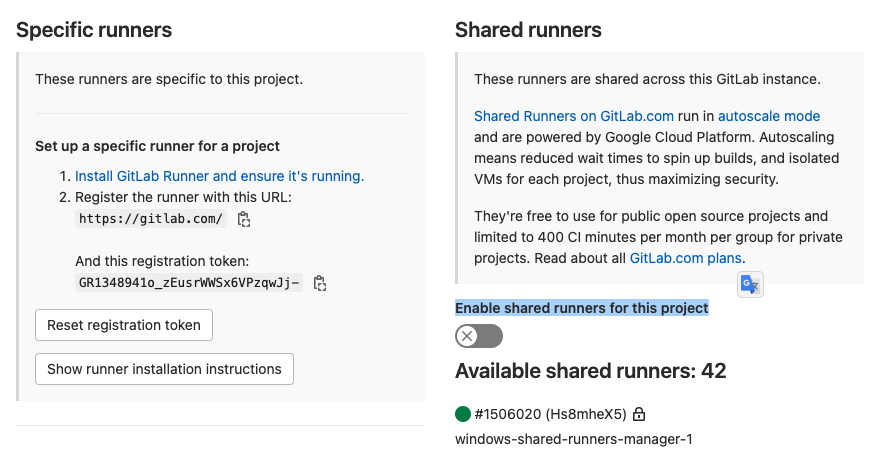 Specific runners
These runners are specific to this project.
Set up a specific runner for a project
1. Install GitLab Runner and ensure it's running.
2. Register the runner with this URL:
https://gitlab.com/
And this registration token:
GR1348941o_zEusrWWSx6VPzqwJj-
Reset registration token
Show runner installation instructions
Shared runners
These runners are shared across this GitLab instance.
Shared Runners on GitLab.com run in autoscale mode
and are powered by Google Cloud Platform. Autoscaling
means reduced wait times to spin up builds, and isolated
VMs for each project, thus maximizing security.
They're free to use for public open source projects and
limited to 400 CI minutes per month per group for private
projects. Read about all GitLab.com plans.
Enable shared runners for this project
Available shared runners: 42
#1506020 (Hs8mheX5)
windows-shared-runners-manager-1